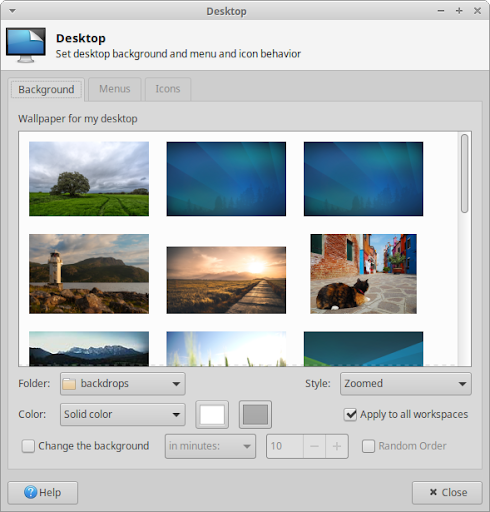 Desktop
Desktop
Set desktop background and menu and icon behavior
Background Menus Icons
Wallpaper for my desktop
Folder: backdrops Style: Zoomed
Color: Solid color Apply to all workspaces
Change the background in minutes: 10 Random Order
Help Close